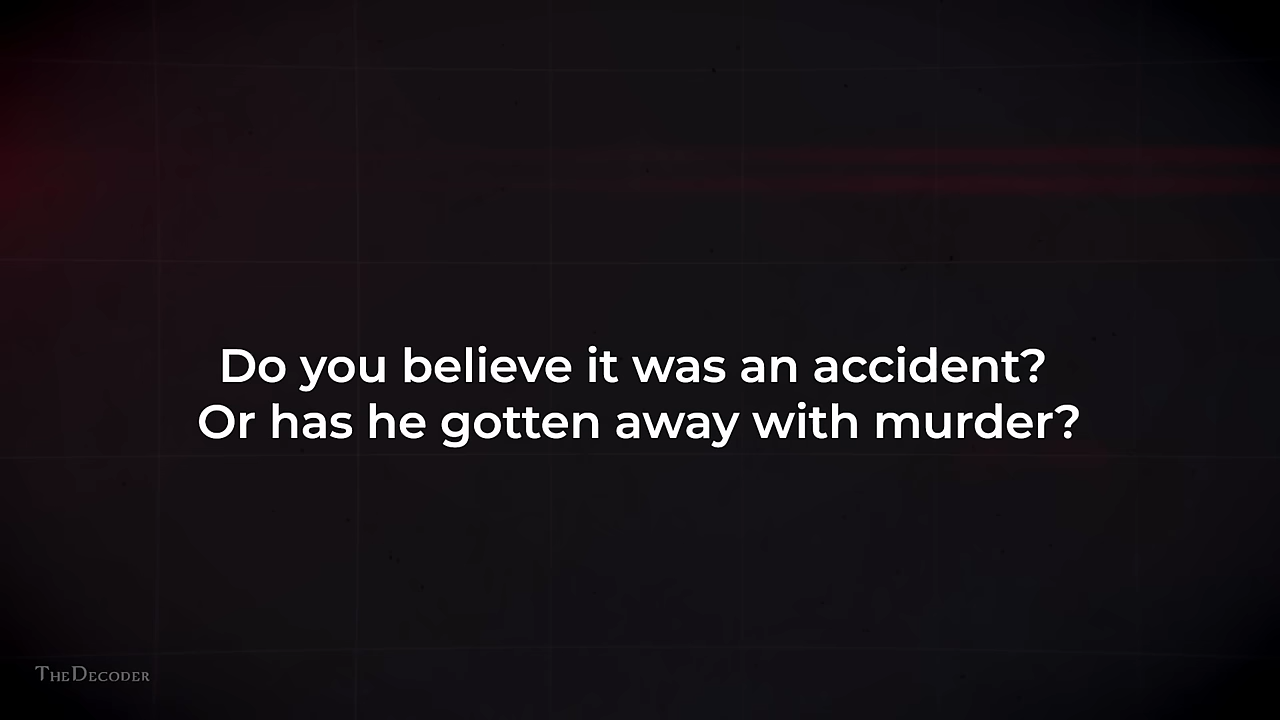 Do you believe it was an accident?
Or has he gotten away with murder?
TheDecoder